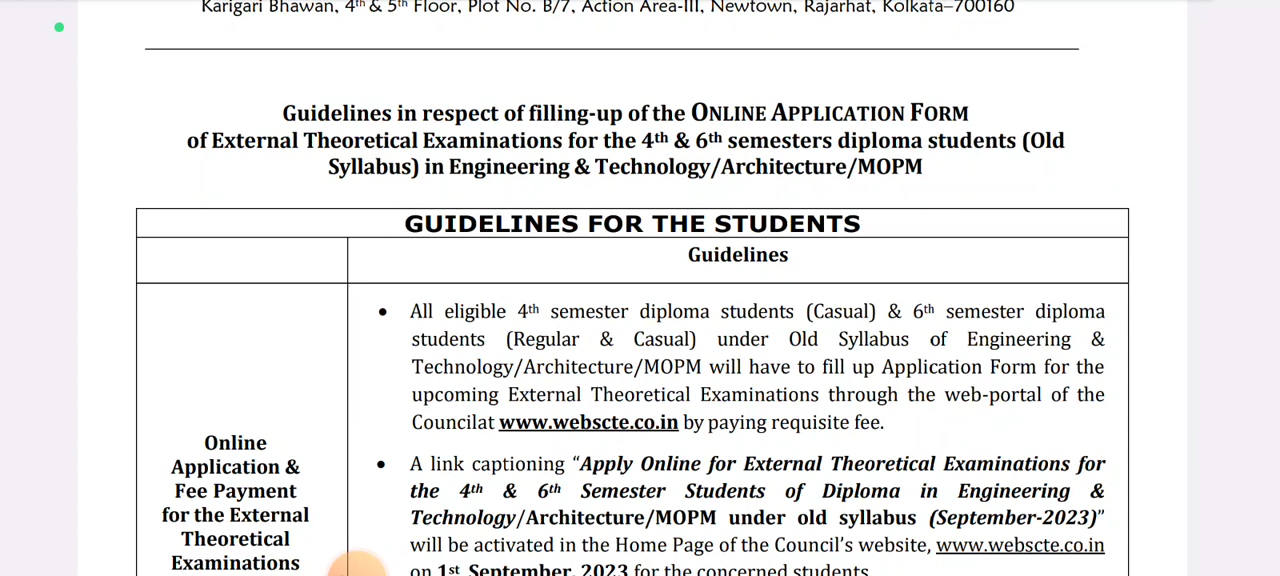 Karigari Bhawan, 4th & 5th Floor, Plot No. B/7, Action Area-III, Newtown, Rajarhat, Kolkata–700160
Guidelines in respect of filling-up of the ONLINE APPLICATION FORM
of External Theoretical Examinations for the 4th & 6th semesters diploma students (Old
Syllabus) in Engineering & Technology/Architecture/MOPM
GUIDELINES FOR THE STUDENTS
Guidelines
Online
Application &
Fee Payment
for the External
Theoretical
Examinations
• All eligible 4th semester diploma students (Casual) & 6th semester diploma
students (Regular & Casual) under Old Syllabus of Engineering &
Technology/Architecture/MOPM will have to fill up Application Form for the
upcoming External Theoretical Examinations through the web-portal of the
Councilat www.webscte.co.in by paying requisite fee.
• A link captioning “Apply Online for External Theoretical Examinations for
the 4th & 6th Semester Students of Diploma in Engineering &
Technology/Architecture/MOPM under old syllabus (September-2023)”
will be activated in the Home Page of the Council’s website, www.webscte.co.in
on 1st September, 2023 for the concerned students.